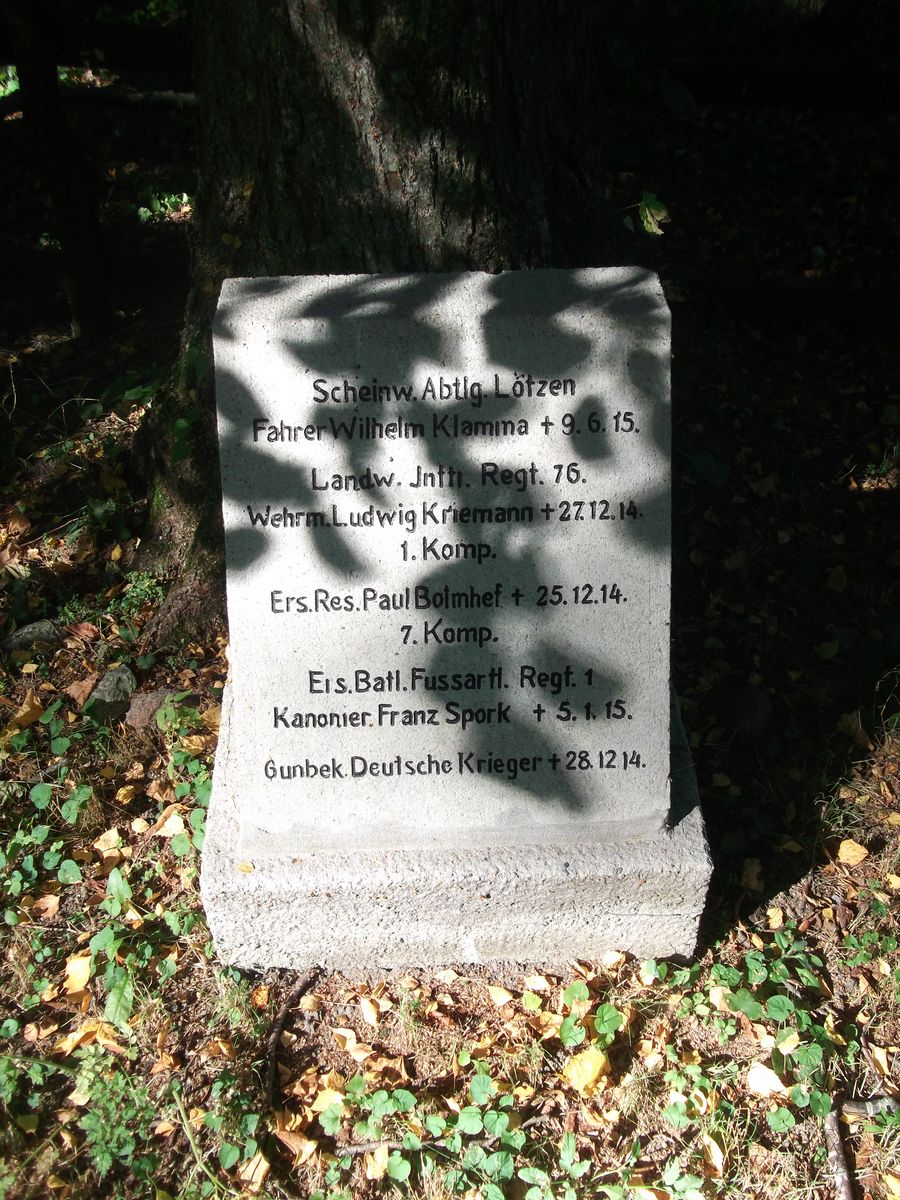 Scheinw. Abtlg. Lötzen
Fahrer Wilhelm Klamma + 9.6.15.
Landw. Jnftr. Regt. 76.
Wehrm. Ludwig Kriemann + 27.12.14.
1. Komp.
Ers. Res. Paul Bolmhef + 25.12.14.
7. Komp.
Ers. Batl. Fussartl. Regt. 1
Kanonier. Franz Spork + 5.1.15.
Gunbek. Deutsche Krieger + 28.12.14.